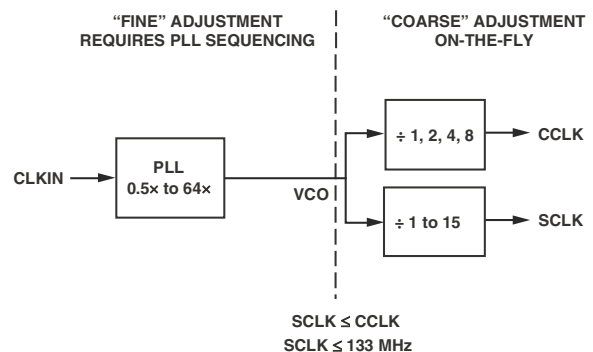 “FINE” ADJUSTMENT
REQUIRES PLL SEQUENCING
“COARSE” ADJUSTMENT
ON-THE-FLY
CLKIN
PLL
0.5× to 64×
VCO
÷ 1, 2, 4, 8
CCLK
÷ 1 to 15
SCLK
SCLK ≤ CCLK
SCLK ≤ 133 MHz